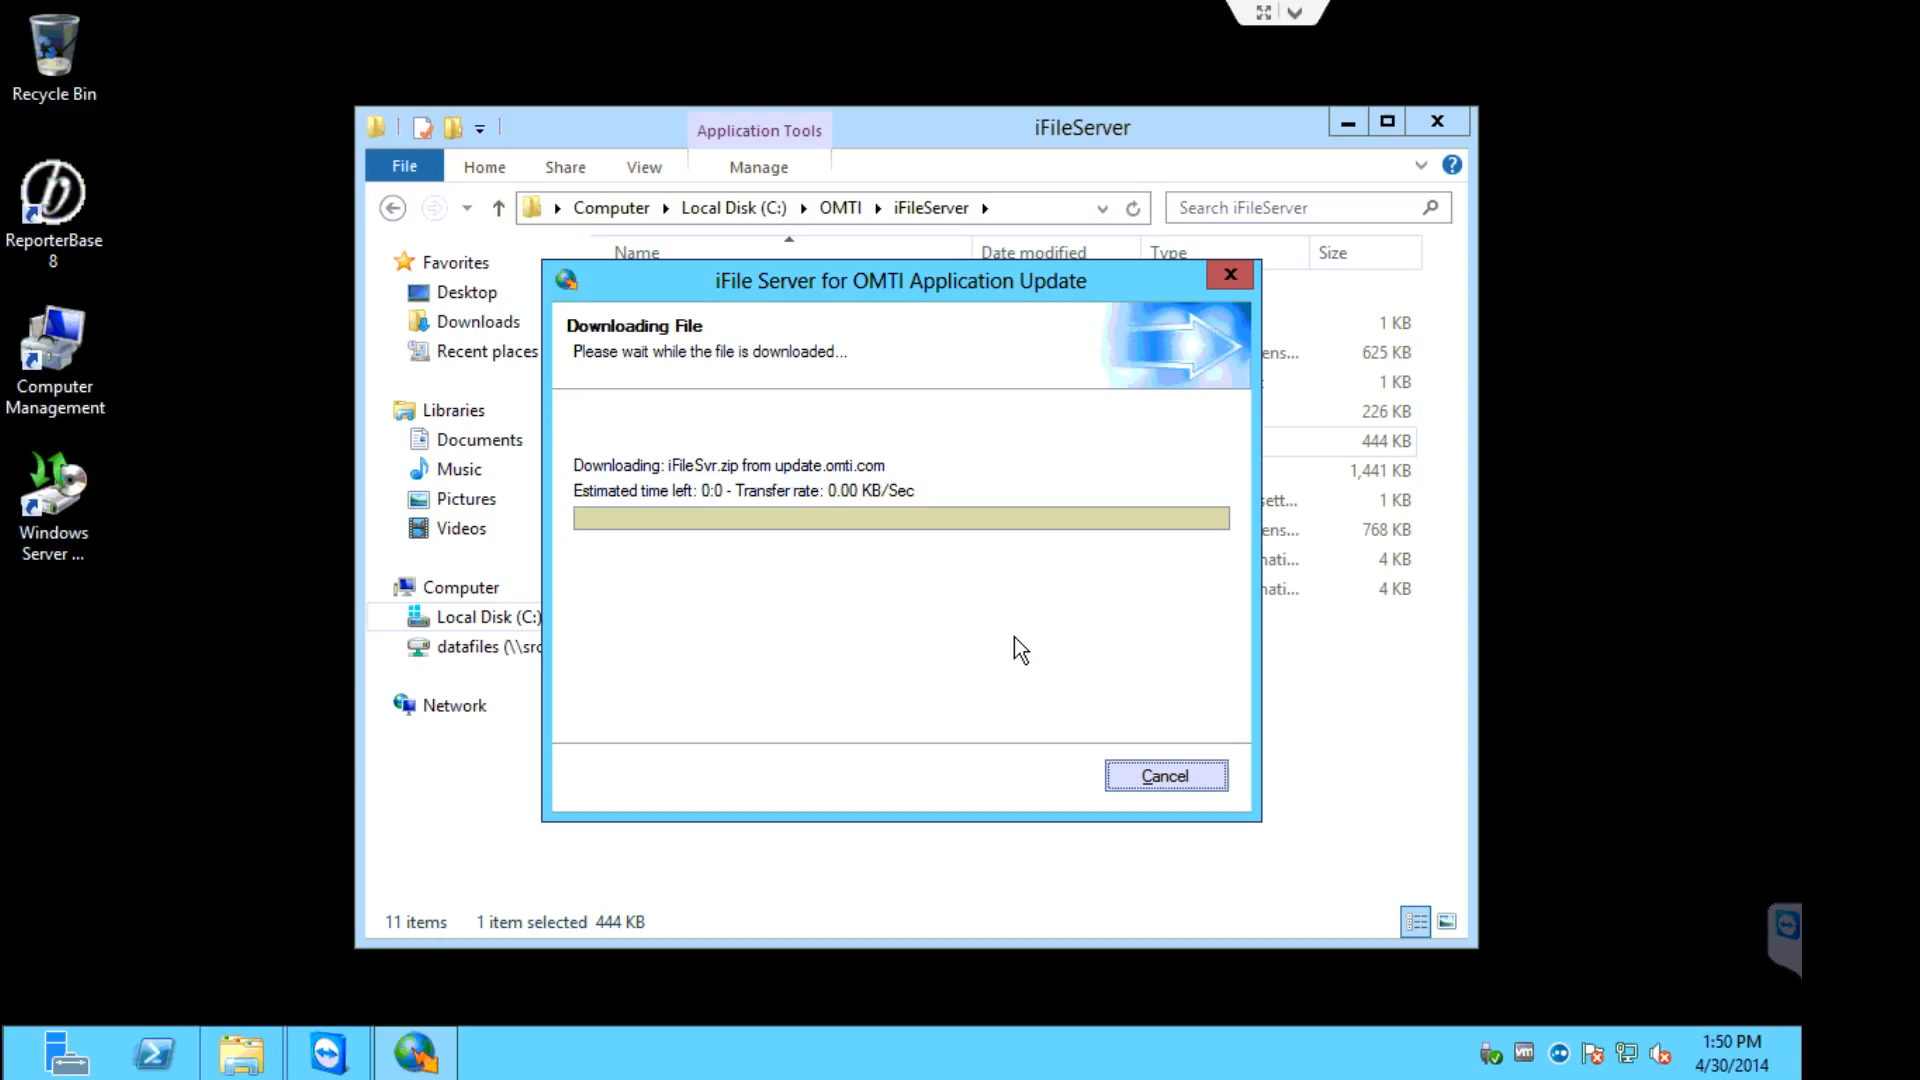 Recycle Bin
ReporterBase
8
Computer
Management
Windows
Server ...
Application Tools
iFileServer
File
Home
Share
View
Manage
Computer
Local Disk (C:)
OMTI
iFileServer
Search iFileServer
Name
Date modified
Type
Size
Favorites
Desktop
Downloads
Recent places
Libraries
Documents
Music
Pictures
Videos
Computer
Local Disk (C:)
datafiles (\\src
Network
1 KB
ens... 625 KB
1 KB
226 KB
444 KB
1,441 KB
sett... 1 KB
ens... 768 KB
mati... 4 KB
mati... 4 KB
iFile Server for OMTI Application Update
Downloading File
Please wait while the file is downloaded...
Downloading: iFileSvr.zip from update.omti.com
Estimated time left: 0:0 - Transfer rate: 0.00 KB/Sec
Cancel
11 items 1 item selected 444 KB
vm
1:50 PM
4/30/2014